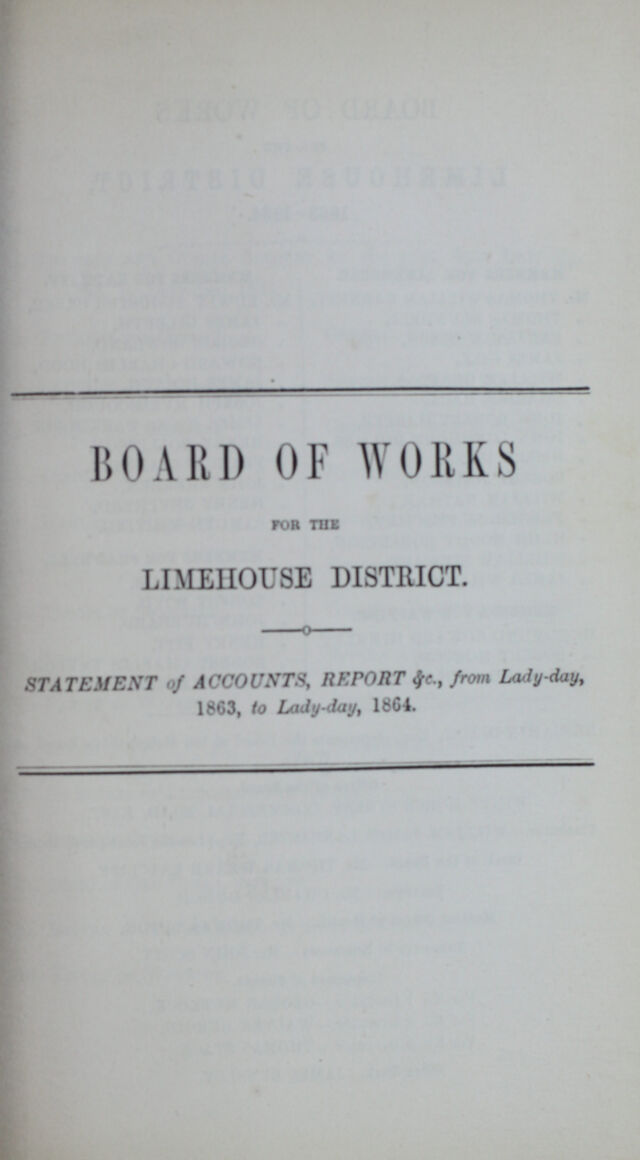 BOARD OF WORKS
FOR THE
LIMEHOUSE DISTRICT.
STATEMENT of ACCOUNTS, REPORT &c., from Lady-day,
1863, to Lady-day, 1864.